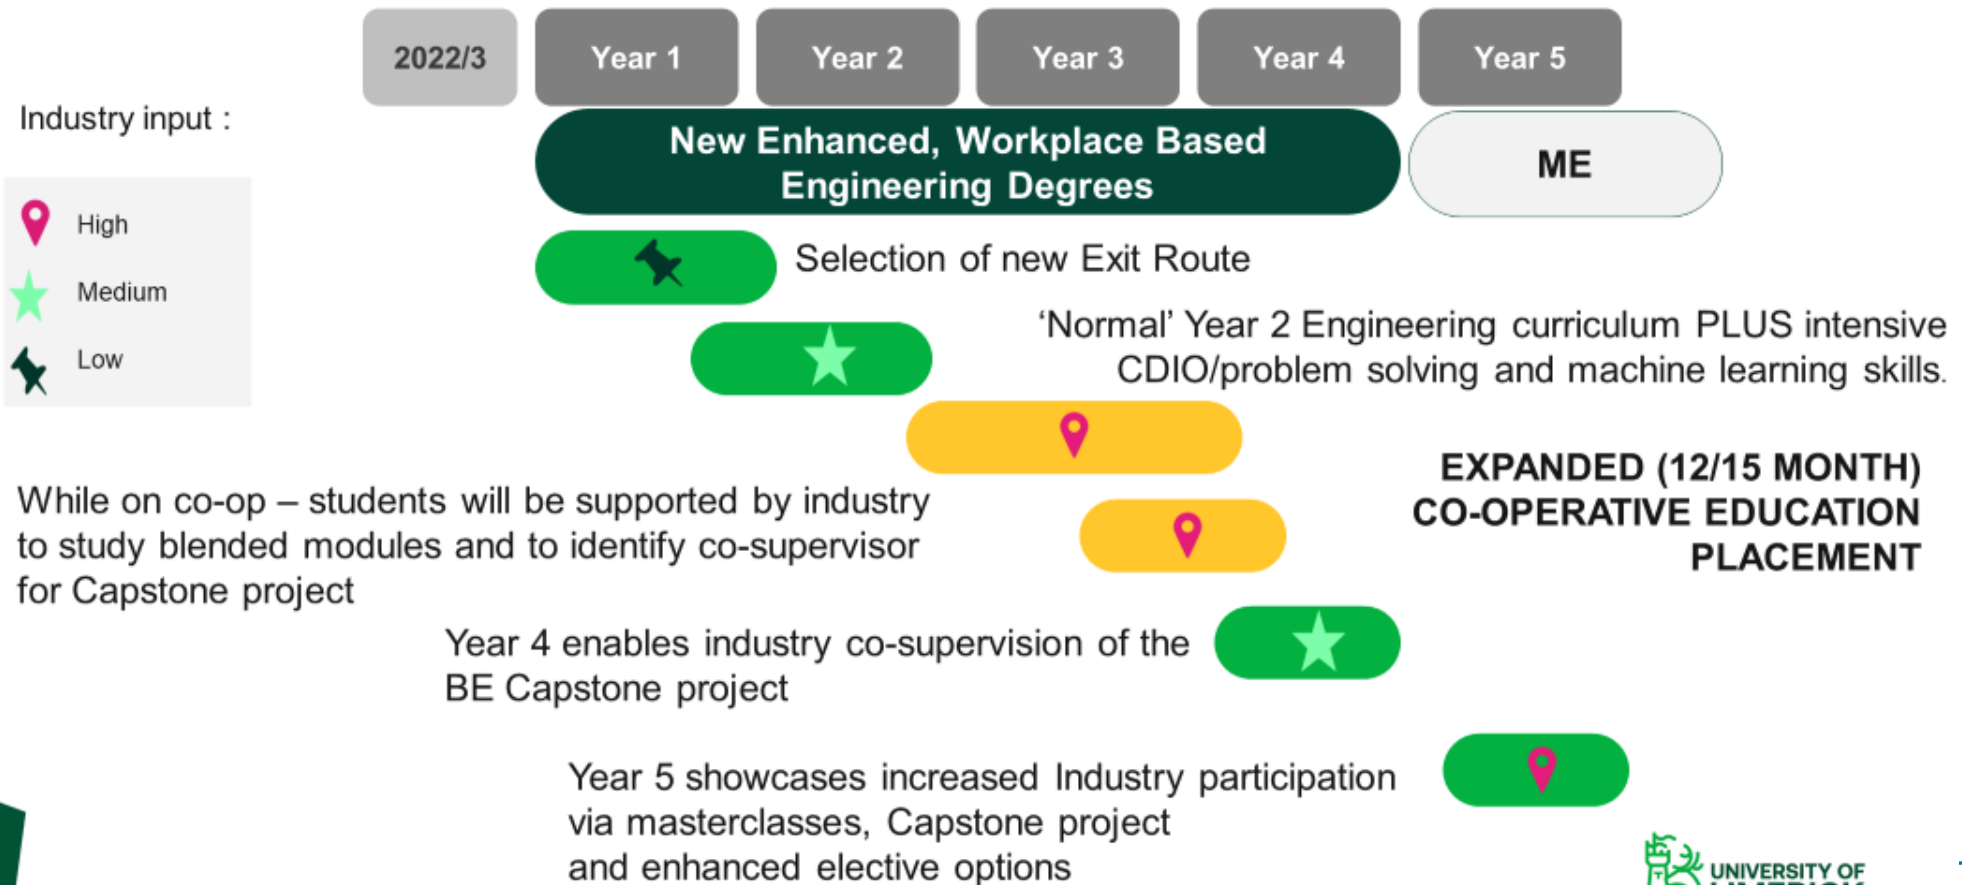 2022/3
Year 1
Year 2
Year 3
Year 4
Year 5
Industry input :
High
Medium
Low
New Enhanced, Workplace Based
Engineering Degrees
ME
Selection of new Exit Route
‘Normal’ Year 2 Engineering curriculum PLUS intensive
CDIO/problem solving and machine learning skills.
EXPANDED (12/15 MONTH)
CO-OPERATIVE EDUCATION
PLACEMENT
While on co-op – students will be supported by industry
to study blended modules and to identify co-supervisor
for Capstone project
Year 4 enables industry co-supervision of the
BE Capstone project
Year 5 showcases increased Industry participation
via masterclasses, Capstone project
and enhanced elective options
UNIVERSITY OF
LIMERICK